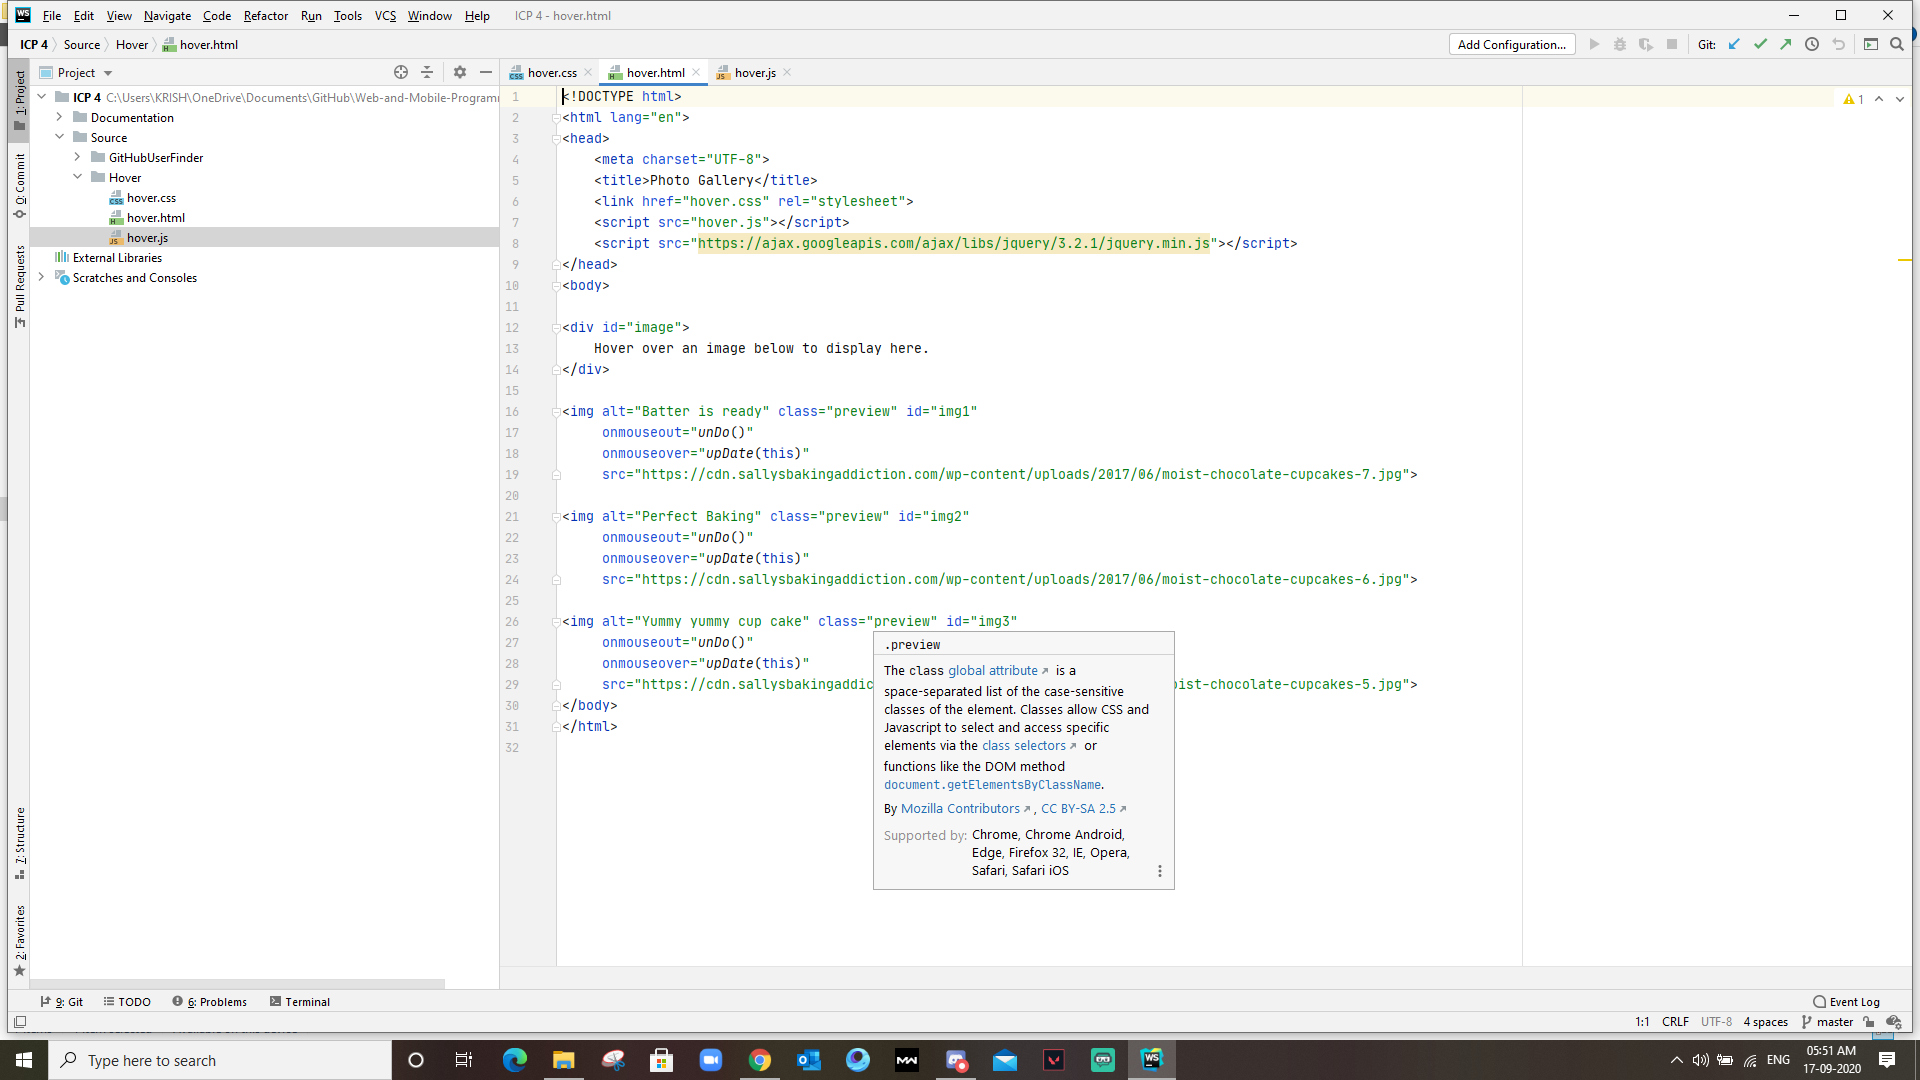 WS File Edit View Navigate Code Refactor Run Tools VCS Window Help ICP 4 - hover.html
ICP 4 Source Hover hover.html Add Configuration... Git:
Project
hover.css hover.html hover.js
1: Project
0: Commit
Pull Requests
7: Structure
2: Favorites
ICP 4 C:\Users\KRISH\OneDrive\Documents\GitHub\Web-and-Mobile-Programm
Documentation
Source
GitHubUserFinder
Hover
hover.css
hover.html
hover.js
External Libraries
Scratches and Consoles
1
1 <!DOCTYPE html>
2 <html lang="en">
3 <head>
4 <meta charset="UTF-8">
5 <title>Photo Gallery</title>
6 <link href="hover.css" rel="stylesheet">
7 <script src="hover.js"></script>
8 <script src="https://ajax.googleapis.com/ajax/libs/jquery/3.2.1/jquery.min.js"></script>
9 </head>
10 <body>
11
12 <div id="image">
13 Hover over an image below to display here.
14 </div>
15
16 <img alt="Batter is ready" class="preview" id="img1"
17 onmouseout="unDo()"
18 onmouseover="upDate(this)"
19 src="https://cdn.sallysbakingaddiction.com/wp-content/uploads/2017/06/moist-chocolate-cupcakes-7.jpg">
20
21 <img alt="Perfect Baking" class="preview" id="img2"
22 onmouseout="unDo()"
23 onmouseover="upDate(this)"
24 src="https://cdn.sallysbakingaddiction.com/wp-content/uploads/2017/06/moist-chocolate-cupcakes-6.jpg">
25
26 <img alt="Yummy yummy cup cake" class="preview" id="img3"
27 onmouseout="unDo()"
28 onmouseover="upDate(this)"
29 src="https://cdn.sallysbakingaddic oist-chocolate-cupcakes-5.jpg">
30 </body>
31 </html>
32
.preview
The class global attribute is a
space-separated list of the case-sensitive
classes of the element. Classes allow CSS and
Javascript to select and access specific
elements via the class selectors or
functions like the DOM method
document.getElementsByClassName.
By Mozilla Contributors , CC BY-SA 2.5
Supported by: Chrome, Chrome Android,
Edge, Firefox 32, IE, Opera,
Safari, Safari iOS
9: Git TODO 6: Problems Terminal Event Log
1:1 CRLF UTF-8 4 spaces master
Type here to search
ENG
05:51 AM
17-09-2020